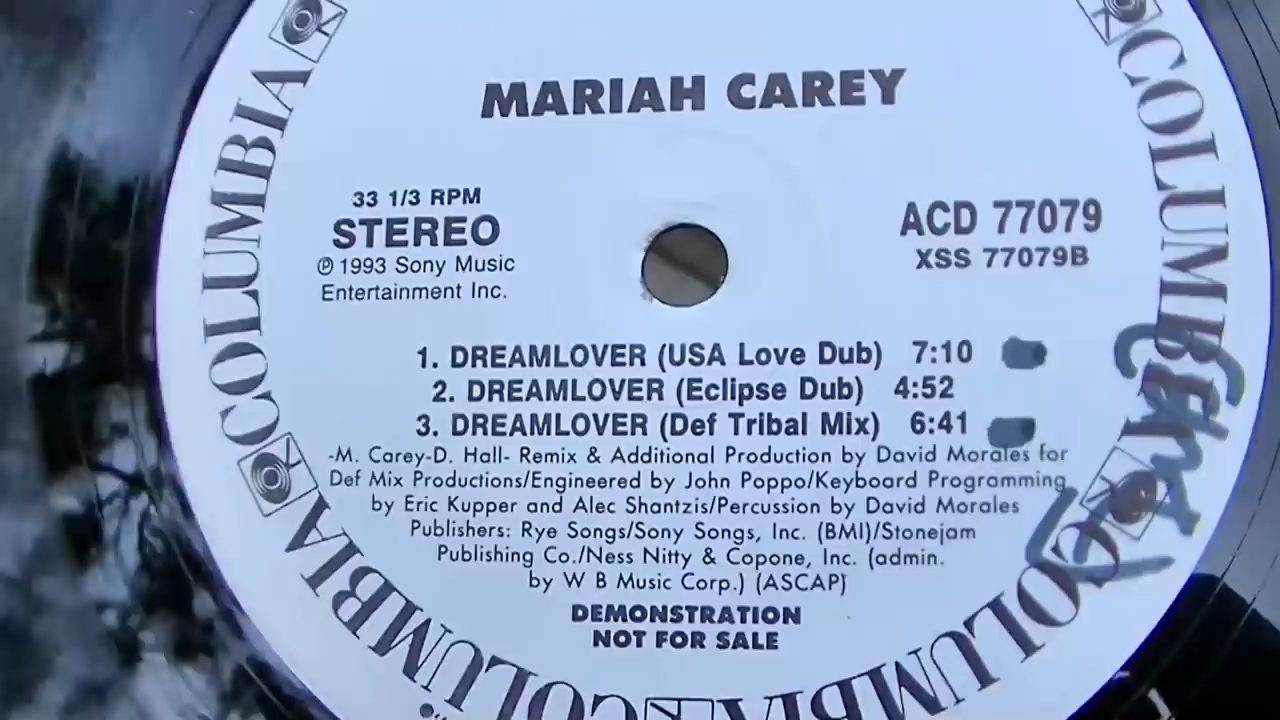 MARIAH CAREY
33 1/3 RPM
STEREO
℗ 1993 Sony Music
Entertainment Inc.
ACD 77079
XSS 77079B
1. DREAMLOVER (USA Love Dub) 7:10
2. DREAMLOVER (Eclipse Dub) 4:52
3. DREAMLOVER (Def Tribal Mix) 6:41
-M. Carey-D. Hall- Remix & Additional Production by David Morales for
Def Mix Productions/Engineered by John Poppo/Keyboard Programming
by Eric Kupper and Alec Shantzis/Percussion by David Morales
Publishers: Rye Songs/Sony Songs, Inc. (BMI)/Stonejam
Publishing Co./Ness Nitty & Copone, Inc. (admin.
by W B Music Corp.) (ASCAP)
DEMONSTRATION
NOT FOR SALE
COLUMBIA
COLUMBIA
COLUMBIA
COLUMBIA
COLUMBIA